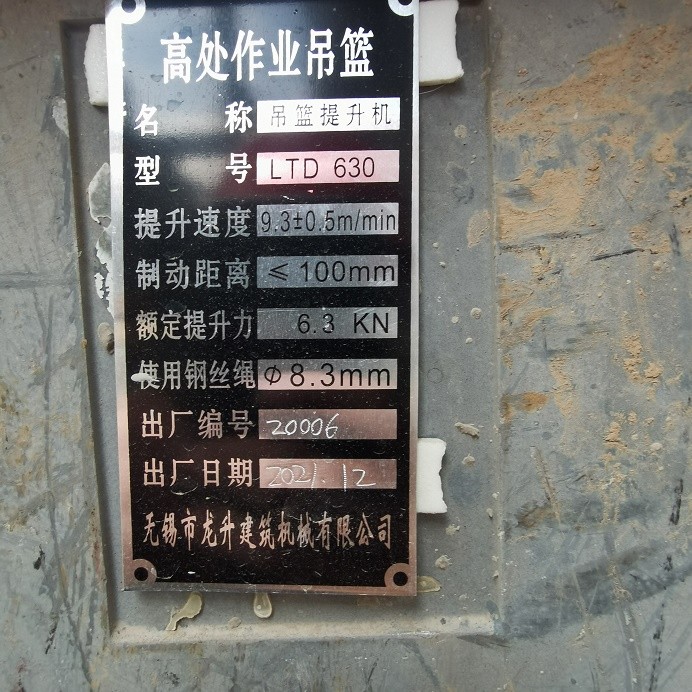 高处作业吊篮
名 称 吊篮提升机
型 号 LTD 630
提升速度 9.3±0.5m/min
制动距离 ≤ 100mm
额定提升力 6.3 KN
使用钢丝绳 Φ8.3mm
出厂编号 20006
出厂日期 2021.12
无锡市龙升建筑机械有限公司